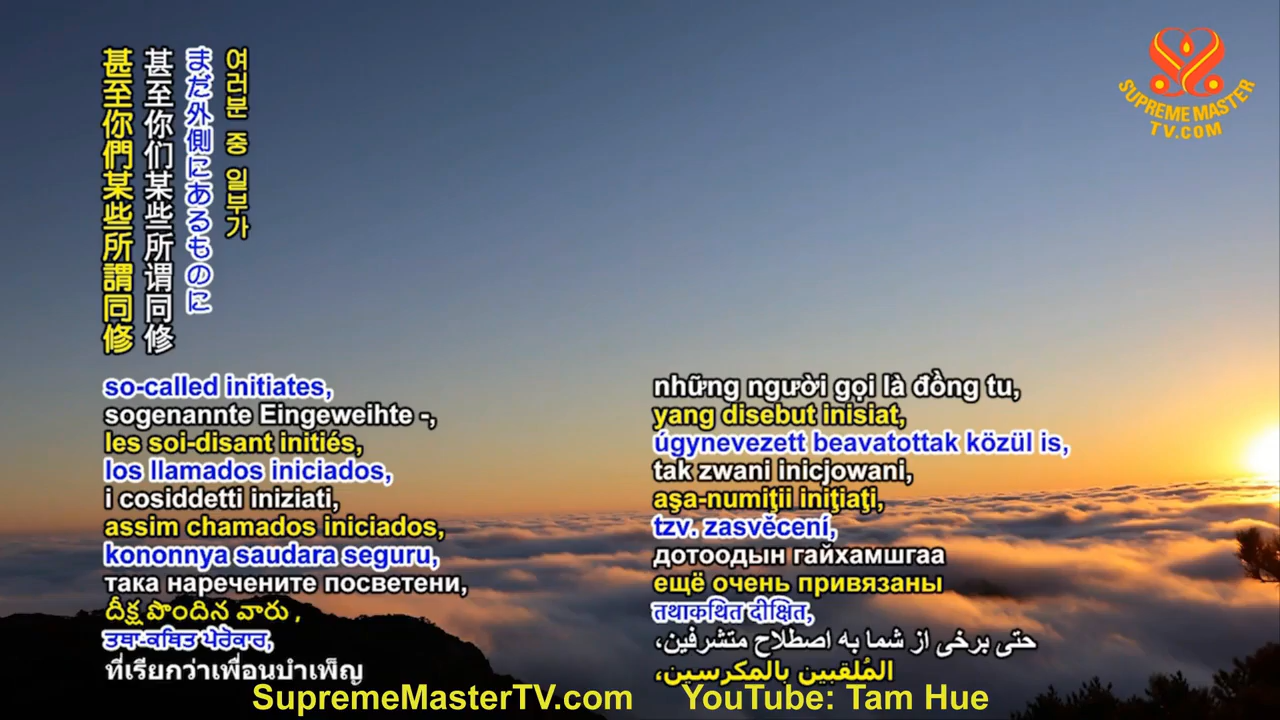 甚至你們某些所謂同修
甚至你们某些所谓同修
まだ外側にあるものに
여러분 중 일부가
SUPREME MASTER
TV.COM
so-called initiates,
sogenannte Eingeweihte -,
les soi-disant initiés,
los llamados iniciados,
i cosiddetti iniziati,
assim chamados iniciados,
kononnya saudara seguru,
така наречените посветени,
దీక్ష పొందిన వారు ,
ਤਥਾ-ਕਥਿਤ ਪੈਰੋਕਾਰ,
ที่เรียกว่าเพื่อนบำเพ็ญ
những người gọi là đồng tu,
yang disebut inisiat,
úgynevezett beavatottak közül is,
tak zwani inicjowani,
aşa-numiţii iniţiaţi,
tzv. zasvěcení,
дотоодын гайхамшгаа
ещё очень привязаны
तथाकथित दीक्षित,
حتی برخی از شما به اصطلاح متشرفین،
المُلقبين بالمكرسين،
SupremeMasterTV.com YouTube: Tam Hue